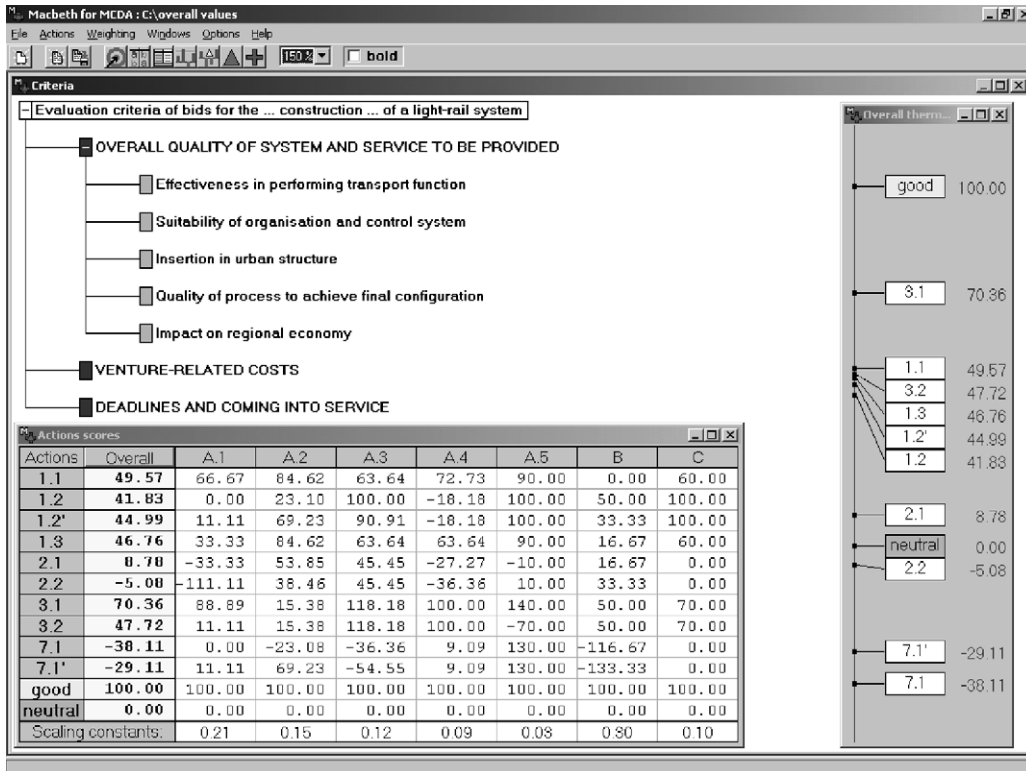 Macbeth for MCDA : C:\overall values
File Actions Weighting Windows Options Help
150 % bold
Criteria
Evaluation criteria of bids for the ... construction ... of a light-rail system
OVERALL QUALITY OF SYSTEM AND SERVICE TO BE PROVIDED
Effectiveness in performing transport function
Suitability of organisation and control system
Insertion in urban structure
Quality of process to achieve final configuration
Impact on regional economy
VENTURE-RELATED COSTS
DEADLINES AND COMING INTO SERVICE
Actions scores
Actions Overall A.1 A.2 A.3 A.4 A.5 B C
1.1 49.57 66.67 84.62 63.64 72.73 90.00 0.00 60.00
1.2 41.83 0.00 23.10 100.00 -18.18 100.00 50.00 100.00
1.2' 44.99 11.11 69.23 90.91 -18.18 100.00 33.33 100.00
1.3 46.76 33.33 84.62 63.64 63.64 90.00 16.67 60.00
2.1 8.78 -33.33 53.85 45.45 -27.27 -10.00 16.67 0.00
2.2 -5.08 -111.11 38.46 45.45 -36.36 10.00 33.33 0.00
3.1 70.36 88.89 15.38 118.18 100.00 140.00 50.00 70.00
3.2 47.72 11.11 15.38 118.18 100.00 -70.00 50.00 70.00
7.1 -38.11 0.00 -23.08 -36.36 9.09 130.00 -116.67 0.00
7.1' -29.11 11.11 69.23 -54.55 9.09 130.00 -133.33 0.00
good 100.00 100.00 100.00 100.00 100.00 100.00 100.00 100.00
neutral 0.00 0.00 0.00 0.00 0.00 0.00 0.00 0.00
Scaling constants: 0.21 0.15 0.12 0.09 0.03 0.30 0.10
Overall therm...
good 100.00
3.1 70.36
1.1 49.57
3.2 47.72
1.3 46.76
1.2' 44.99
1.2 41.83
2.1 8.78
neutral 0.00
2.2 -5.08
7.1' -29.11
7.1 -38.11